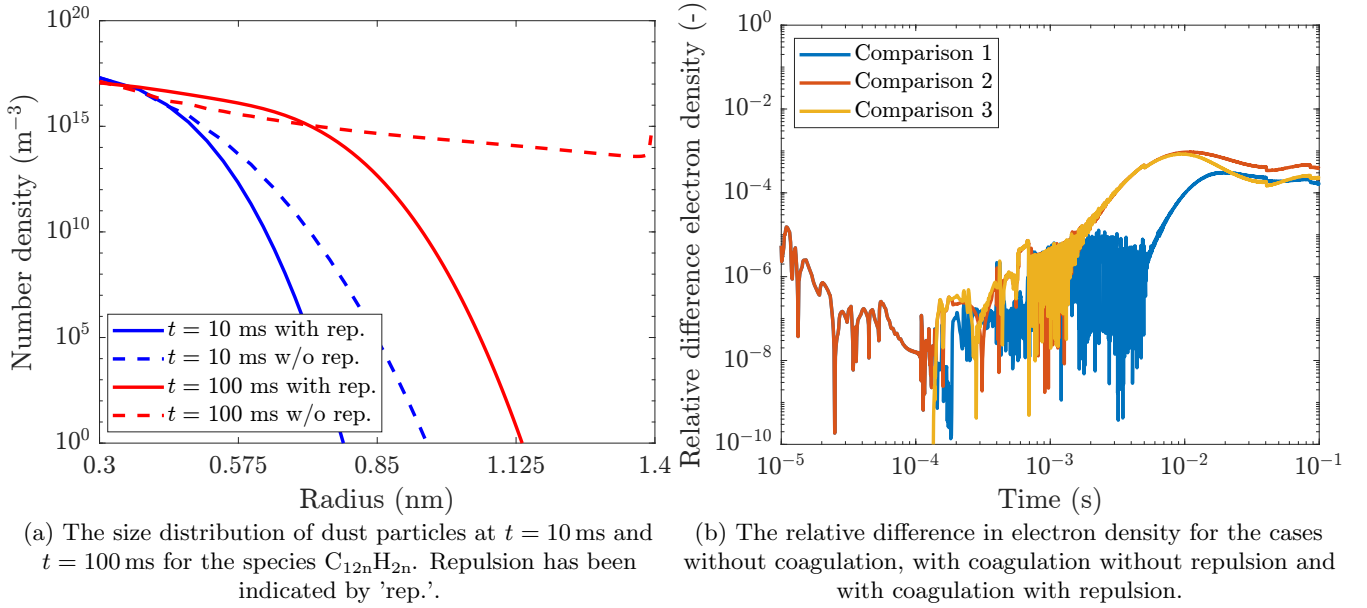 10^20
10^15
10^10
10^5
10^0
Number density (m^−3)
t = 10 ms with rep.
t = 10 ms w/o rep.
t = 100 ms with rep.
t = 100 ms w/o rep.
0.3
0.575
0.85
1.125
1.4
Radius (nm)
(a) The size distribution of dust particles at t = 10 ms and
t = 100 ms for the species C_12nH_2n. Repulsion has been
indicated by 'rep.'.
10^0
10^−2
10^−4
10^−6
10^−8
10^−10
Relative difference electron density (-)
Comparison 1
Comparison 2
Comparison 3
10^−5
10^−4
10^−3
10^−2
10^−1
Time (s)
(b) The relative difference in electron density for the cases
without coagulation, with coagulation without repulsion and
with coagulation with repulsion.